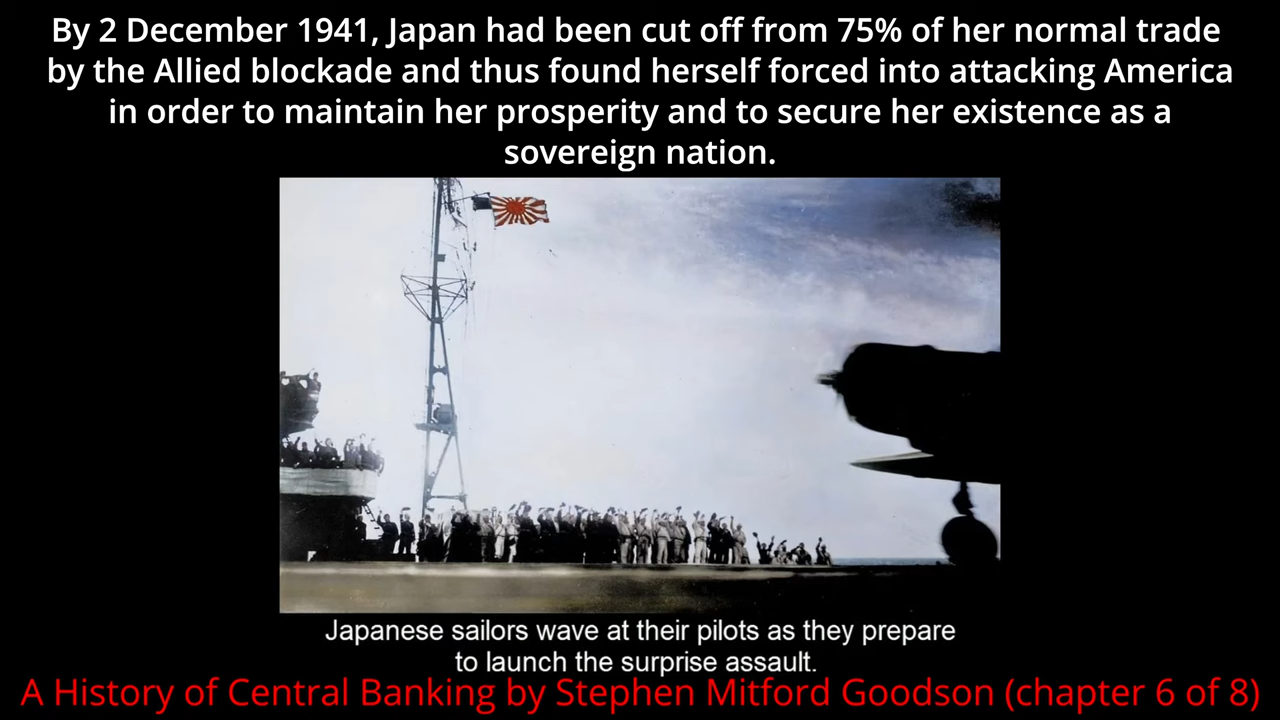 By 2 December 1941, Japan had been cut off from 75% of her normal trade
by the Allied blockade and thus found herself forced into attacking America
in order to maintain her prosperity and to secure her existence as a
sovereign nation.
Japanese sailors wave at their pilots as they prepare
to launch the surprise assault.
A History of Central Banking by Stephen Mitford Goodson (chapter 6 of 8)